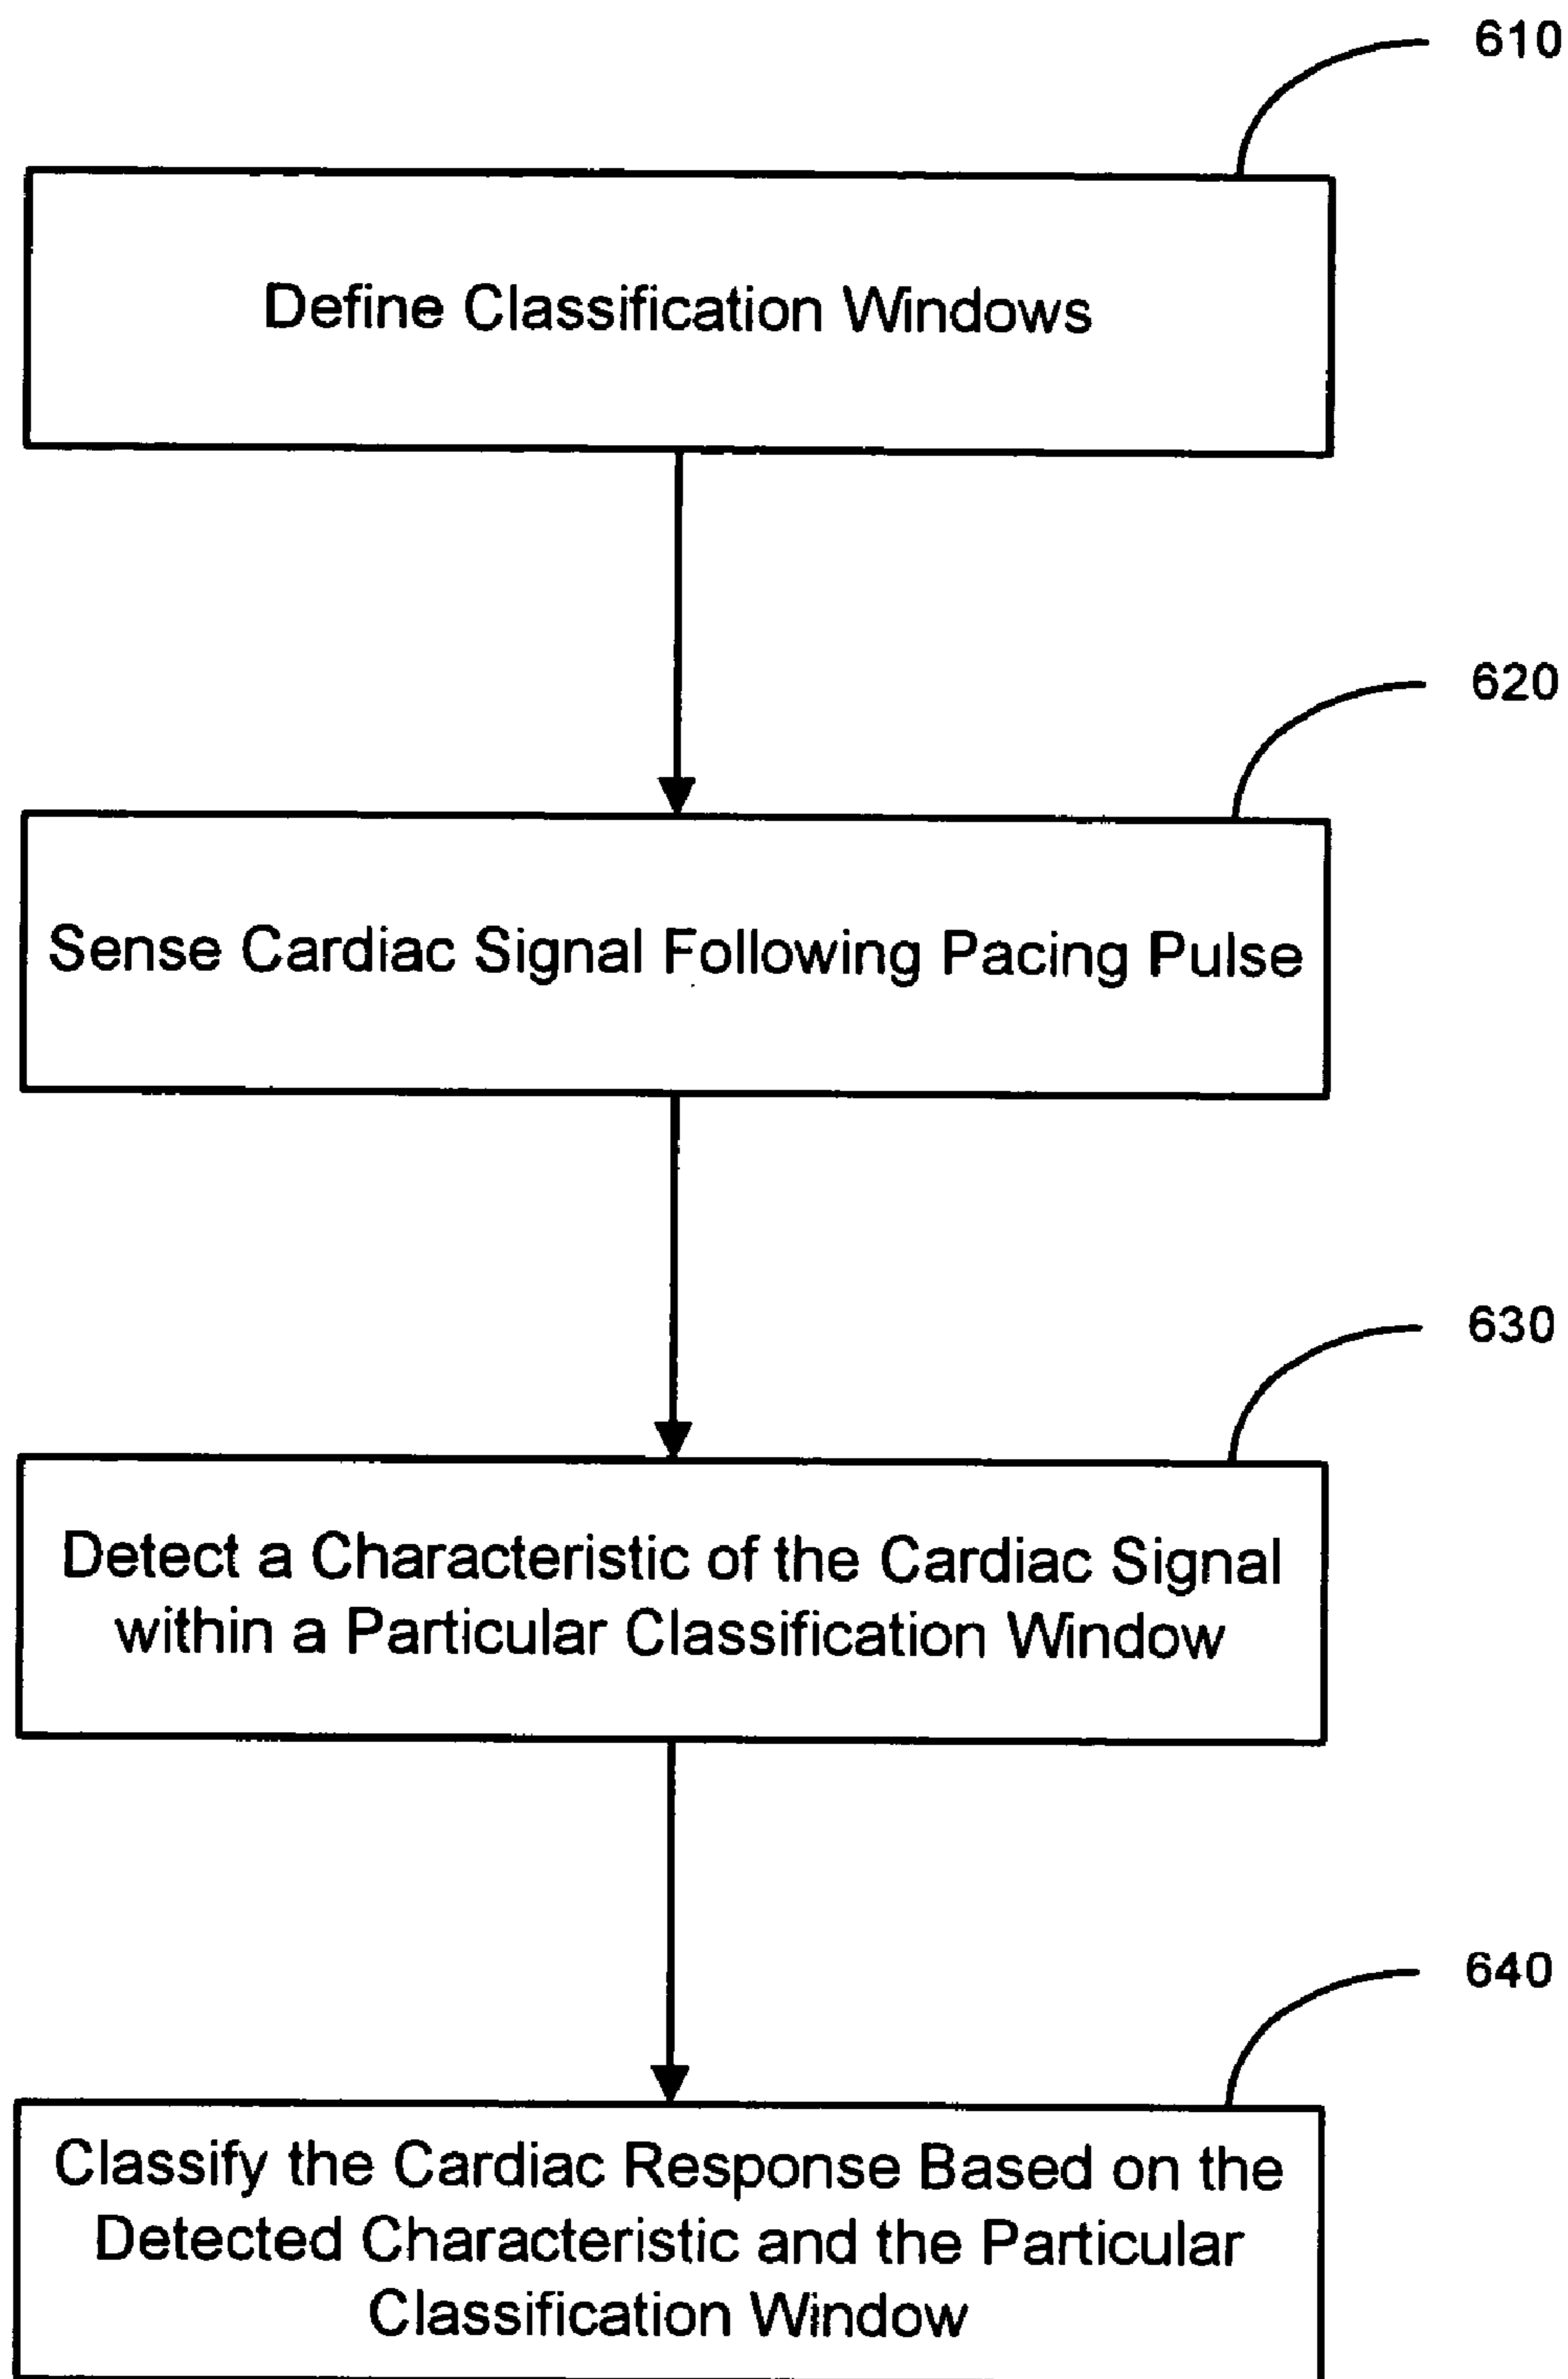 610
Define Classification Windows
620
Sense Cardiac Signal Following Pacing Pulse
630
Detect a Characteristic of the Cardiac Signal
within a Particular Classification Window
640
Classify the Cardiac Response Based on the
Detected Characteristic and the Particular
Classification Window